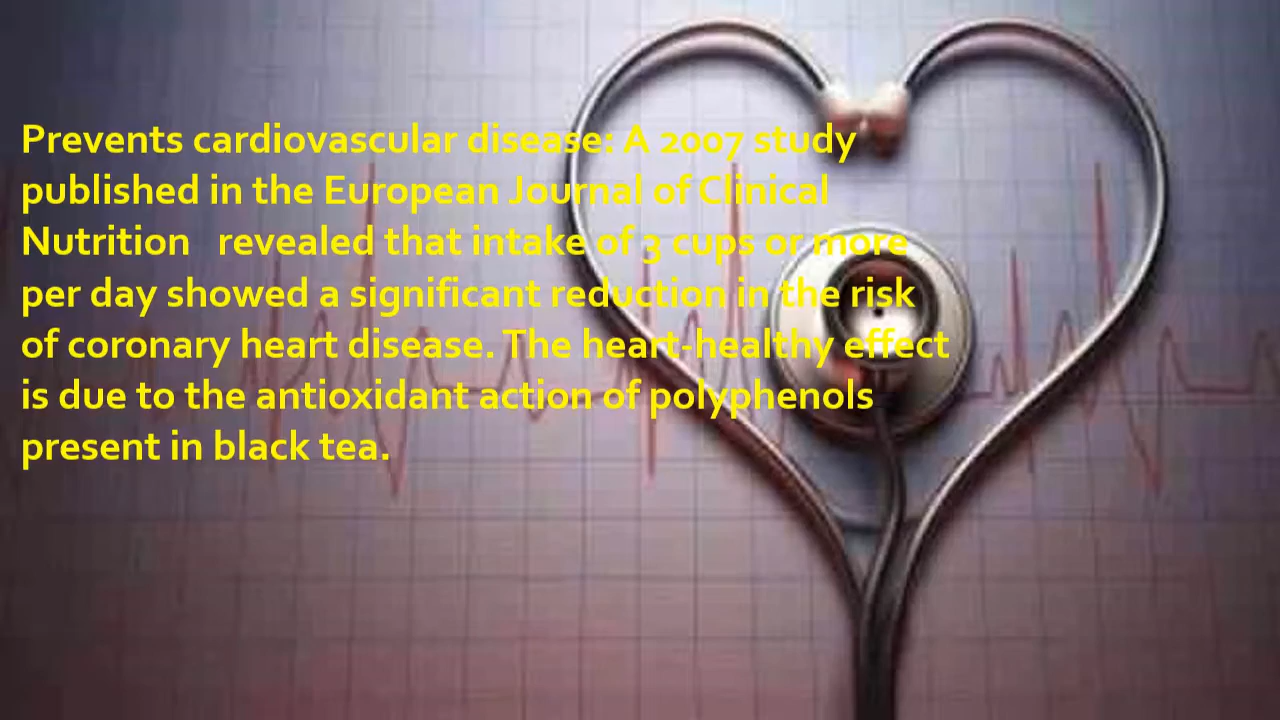 Prevents cardiovascular disease: A 2007 study
published in the European Journal of Clinical
Nutrition   revealed that intake of 3 cups or more
per day showed a significant reduction in the risk
of coronary heart disease. The heart-healthy effect
is due to the antioxidant action of polyphenols
present in black tea.